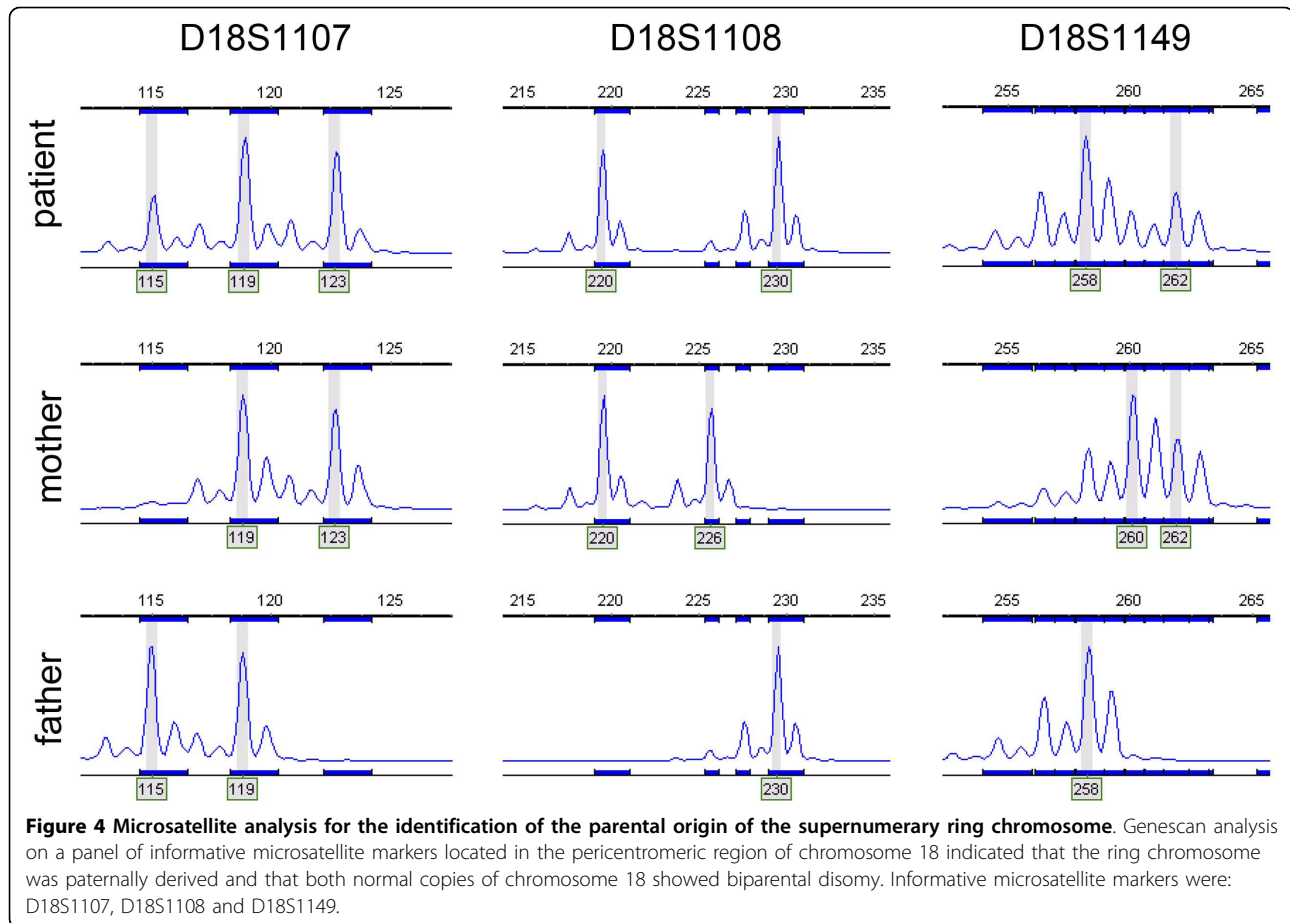 D18S1107 D18S1108 D18S1149
patient
115 120 125
215 220 225 230 235
255 260 265
115 119 123
220 230
258 262
mother
115 120 125
215 220 225 230 235
255 260 265
119 123
220 226
260 262
father
115 120 125
215 220 225 230 235
255 260 265
115 119
230
258
Figure 4 Microsatellite analysis for the identification of the parental origin of the supernumerary ring chromosome. Genescan analysis
on a panel of informative microsatellite markers located in the pericentromeric region of chromosome 18 indicated that the ring chromosome
was paternally derived and that both normal copies of chromosome 18 showed biparental disomy. Informative microsatellite markers were:
D18S1107, D18S1108 and D18S1149.